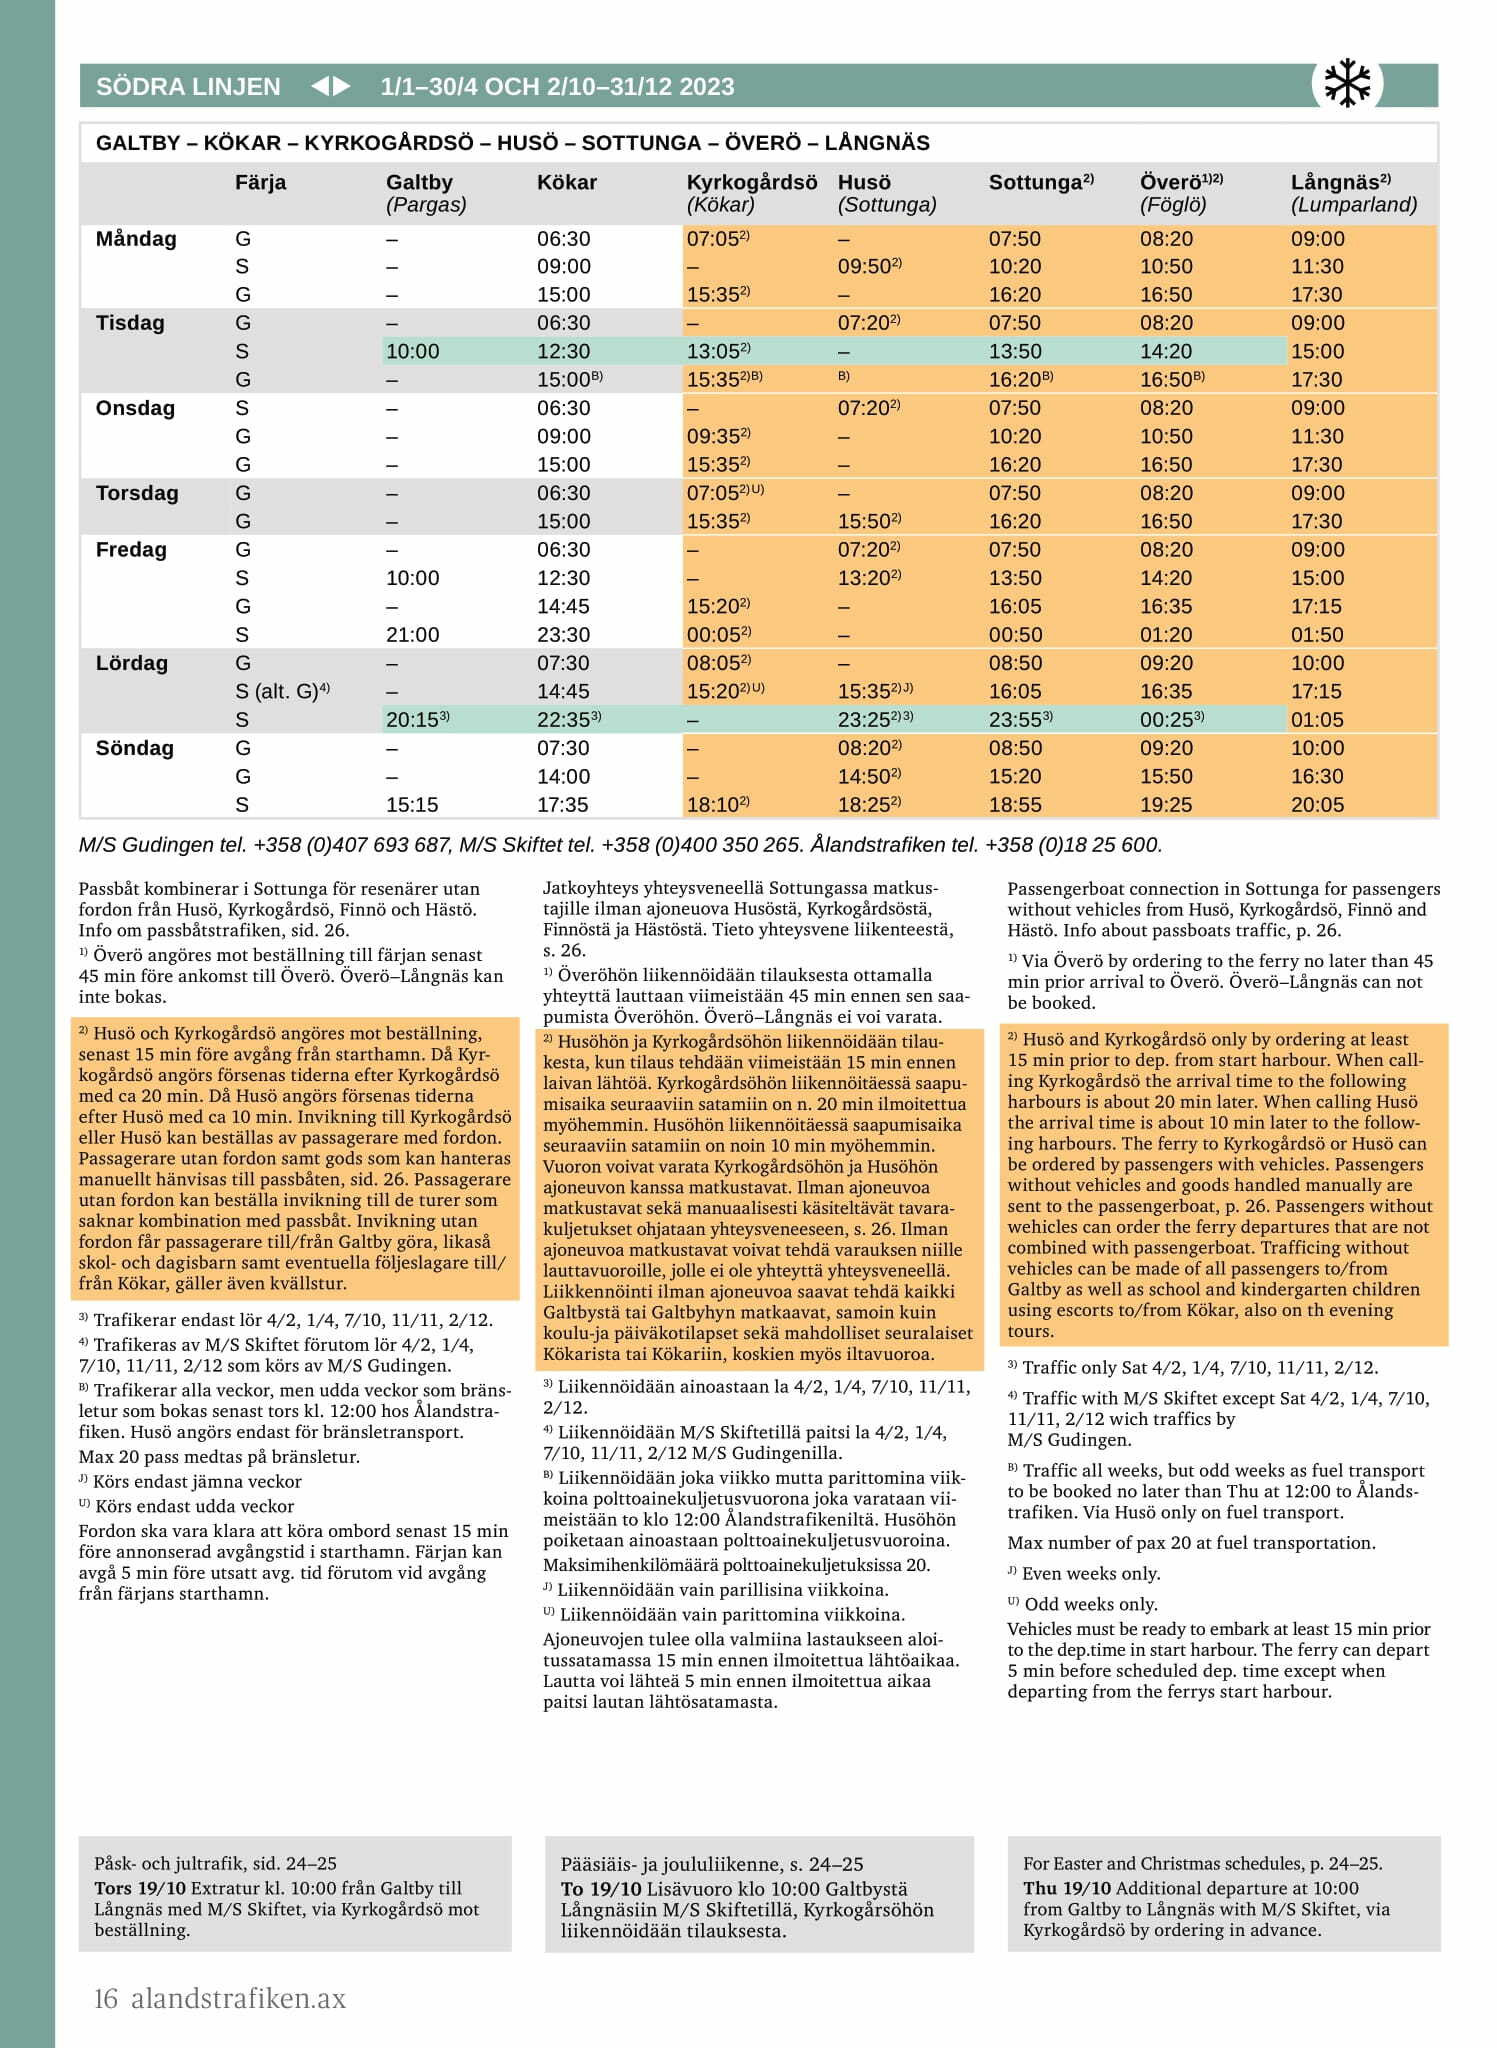 SÖDRA LINJEN ◀▶ 1/1–30/4 OCH 2/10–31/12 2023
GALTBY – KÖKAR – KYRKOGÅRDSÖ – HUSÖ – SOTTUNGA – ÖVERÖ – LÅNGNÄS
Färja Galtby Kökar Kyrkogårdsö Husö Sottunga2) Överö1)2) Långnäs2)
(Pargas) (Kökar) (Sottunga) (Föglö) (Lumparland)
Måndag G – 06:30 07:052) – 07:50 08:20 09:00
S – 09:00 – 09:502) 10:20 10:50 11:30
G – 15:00 15:352) – 16:20 16:50 17:30
Tisdag G – 06:30 – 07:202) 07:50 08:20 09:00
S 10:00 12:30 13:052) – 13:50 14:20 15:00
G – 15:00B) 15:352)B) B) 16:20B) 16:50B) 17:30
Onsdag S – 06:30 – 07:202) 07:50 08:20 09:00
G – 09:00 09:352) – 10:20 10:50 11:30
G – 15:00 15:352) – 16:20 16:50 17:30
Torsdag G – 06:30 07:052)U) – 07:50 08:20 09:00
G – 15:00 15:352) 15:502) 16:20 16:50 17:30
Fredag G – 06:30 – 07:202) 07:50 08:20 09:00
S 10:00 12:30 – 13:202) 13:50 14:20 15:00
G – 14:45 15:202) – 16:05 16:35 17:15
S 21:00 23:30 00:052) – 00:50 01:20 01:50
Lördag G – 07:30 08:052) – 08:50 09:20 10:00
S (alt. G)4) – 14:45 15:202)U) 15:352)J) 16:05 16:35 17:15
S 20:153) 22:353) – 23:252)3) 23:553) 00:253) 01:05
Söndag G – 07:30 – 08:202) 08:50 09:20 10:00
G – 14:00 – 14:502) 15:20 15:50 16:30
S 15:15 17:35 18:102) 18:252) 18:55 19:25 20:05
M/S Gudingen tel. +358 (0)407 693 687, M/S Skiftet tel. +358 (0)400 350 265. Ålandstrafiken tel. +358 (0)18 25 600.
Passbåt kombinerar i Sottunga för resenärer utan
fordon från Husö, Kyrkogårdsö, Finnö och Hästö.
Info om passbåtstrafiken, sid. 26.
1) Överö angöres mot beställning till färjan senast
45 min före ankomst till Överö. Överö–Långnäs kan
inte bokas.
2) Husö och Kyrkogårdsö angöres mot beställning,
senast 15 min före avgång från starthamn. Då Kyr-
kogårdsö angörs försenas tiderna efter Kyrkogårdsö
med ca 20 min. Då Husö angörs försenas tiderna
efter Husö med ca 10 min. Invikning till Kyrkogårdsö
eller Husö kan beställas av passagerare med fordon.
Passagerare utan fordon samt gods som kan hanteras
manuellt hänvisas till passbåten, sid. 26. Passagerare
utan fordon kan beställa invikning till de turer som
saknar kombination med passbåt. Invikning utan
fordon får passagerare till/från Galtby göra, likaså
skol- och dagisbarn samt eventuella följeslagare till/
från Kökar, gäller även kvällstur.
3) Trafikerar endast lör 4/2, 1/4, 7/10, 11/11, 2/12.
4) Trafikeras av M/S Skiftet förutom lör 4/2, 1/4,
7/10, 11/11, 2/12 som körs av M/S Gudingen.
B) Trafikerar alla veckor, men udda veckor som bräns-
letur som bokas senast tors kl. 12:00 hos Ålandstra-
fiken. Husö angörs endast för bränsletransport.
Max 20 pass medtas på bränsletur.
J) Körs endast jämna veckor
U) Körs endast udda veckor
Fordon ska vara klara att köra ombord senast 15 min
före annonserad avgångstid i starthamn. Färjan kan
avgå 5 min före utsatt avg. tid förutom vid avgång
från färjans starthamn.
Jatkoyhteys yhteysveneellä Sottungassa matkus-
tajille ilman ajoneuova Husöstä, Kyrkogårdsöstä,
Finnöstä ja Hästöstä. Tieto yhteysvene liikenteestä,
s. 26.
1) Överöhön liikennöidään tilauksesta ottamalla
yhteyttä lauttaan viimeistään 45 min ennen sen saa-
pumista Överöhön. Överö–Långnäs ei voi varata.
2) Husöhön ja Kyrkogårdsöhön liikennöidään tilau-
kesta, kun tilaus tehdään viimeistään 15 min ennen
laivan lähtöä. Kyrkogårdsöhön liikennöitäessä saapu-
misaika seuraaviin satamiin on n. 20 min ilmoitettua
myöhemmin. Husöhön liikennöitäessä saapumisaika
seuraaviin satamiin on noin 10 min myöhemmin.
Vuoron voivat varata Kyrkogårdsöhön ja Husöhön
ajoneuvon kanssa matkustavat. Ilman ajoneuvoa
matkustavat sekä manuaalisesti käsiteltävät tavara-
kuljetukset ohjataan yhteysveneeseen, s. 26. Ilman
ajoneuvoa matkustavat voivat tehdä varauksen niille
lauttavuoroille, jolle ei ole yhteyttä yhteysveneellä.
Liikkennöinti ilman ajoneuvoa saavat tehdä kaikki
Galtbystä tai Galtbyhyn matkaavat, samoin kuin
koulu-ja päiväkotilapset sekä mahdolliset seuralaiset
Kökarista tai Kökariin, koskien myös iltavuoroa.
3) Liikennöidään ainoastaan la 4/2, 1/4, 7/10, 11/11,
2/12.
4) Liikennöidään M/S Skiftetillä paitsi la 4/2, 1/4,
7/10, 11/11, 2/12 M/S Gudingenilla.
B) Liikennöidään joka viikko mutta parittomina viik-
koina polttoainekuljetusvuorona joka varataan vii-
meistään to klo 12:00 Ålandstrafikeniltä. Husöhön
poiketaan ainoastaan polttoainekuljetusvuoroina.
Maksimihenkilömäärä polttoainekuljetuksissa 20.
J) Liikennöidään vain parillisina viikkoina.
U) Liikennöidään vain parittomina viikkoina.
Ajoneuvojen tulee olla valmiina lastaukseen aloi-
tussatamassa 15 min ennen ilmoitettua lähtöaikaa.
Lautta voi lähteä 5 min ennen ilmoitettua aikaa
paitsi lautan lähtösatamasta.
Passengerboat connection in Sottunga for passengers
without vehicles from Husö, Kyrkogårdsö, Finnö and
Hästö. Info about passboats traffic, p. 26.
1) Via Överö by ordering to the ferry no later than 45
min prior arrival to Överö. Överö–Långnäs can not
be booked.
2) Husö and Kyrkogårdsö only by ordering at least
15 min prior to dep. from start harbour. When call-
ing Kyrkogårdsö the arrival time to the following
harbours is about 20 min later. When calling Husö
the arrival time is about 10 min later to the follow-
ing harbours. The ferry to Kyrkogårdsö or Husö can
be ordered by passengers with vehicles. Passengers
without vehicles and goods handled manually are
sent to the passengerboat, p. 26. Passengers without
wehicles can order the ferry departures that are not
combined with passengerboat. Trafficing without
vehicles can be made of all passengers to/from
Galtby as well as school and kindergarten children
using escorts to/from Kökar, also on th evening
tours.
3) Traffic only Sat 4/2, 1/4, 7/10, 11/11, 2/12.
4) Traffic with M/S Skiftet except Sat 4/2, 1/4, 7/10,
11/11, 2/12 wich traffics by
M/S Gudingen.
B) Traffic all weeks, but odd weeks as fuel transport
to be booked no later than Thu at 12:00 to Ålands-
trafiken. Via Husö only on fuel transport.
Max number of pax 20 at fuel transportation.
J) Even weeks only.
U) Odd weeks only.
Vehicles must be ready to embark at least 15 min prior
to the dep.time in start harbour. The ferry can depart
5 min before scheduled dep. time except when
departing from the ferrys start harbour.
Påsk- och jultrafik, sid. 24–25
Tors 19/10 Extratur kl. 10:00 från Galtby till
Långnäs med M/S Skiftet, via Kyrkogårdsö mot
beställning.
Pääsiäis- ja joululiikenne, s. 24–25
To 19/10 Lisävuoro klo 10:00 Galtbystä
Långnäsiin M/S Skiftetillä, Kyrkogårsöhön
liikennöidään tilauksesta.
For Easter and Christmas schedules, p. 24–25.
Thu 19/10 Additional departure at 10:00
from Galtby to Långnäs with M/S Skiftet, via
Kyrkogårdsö by ordering in advance.
16 alandstrafiken.ax